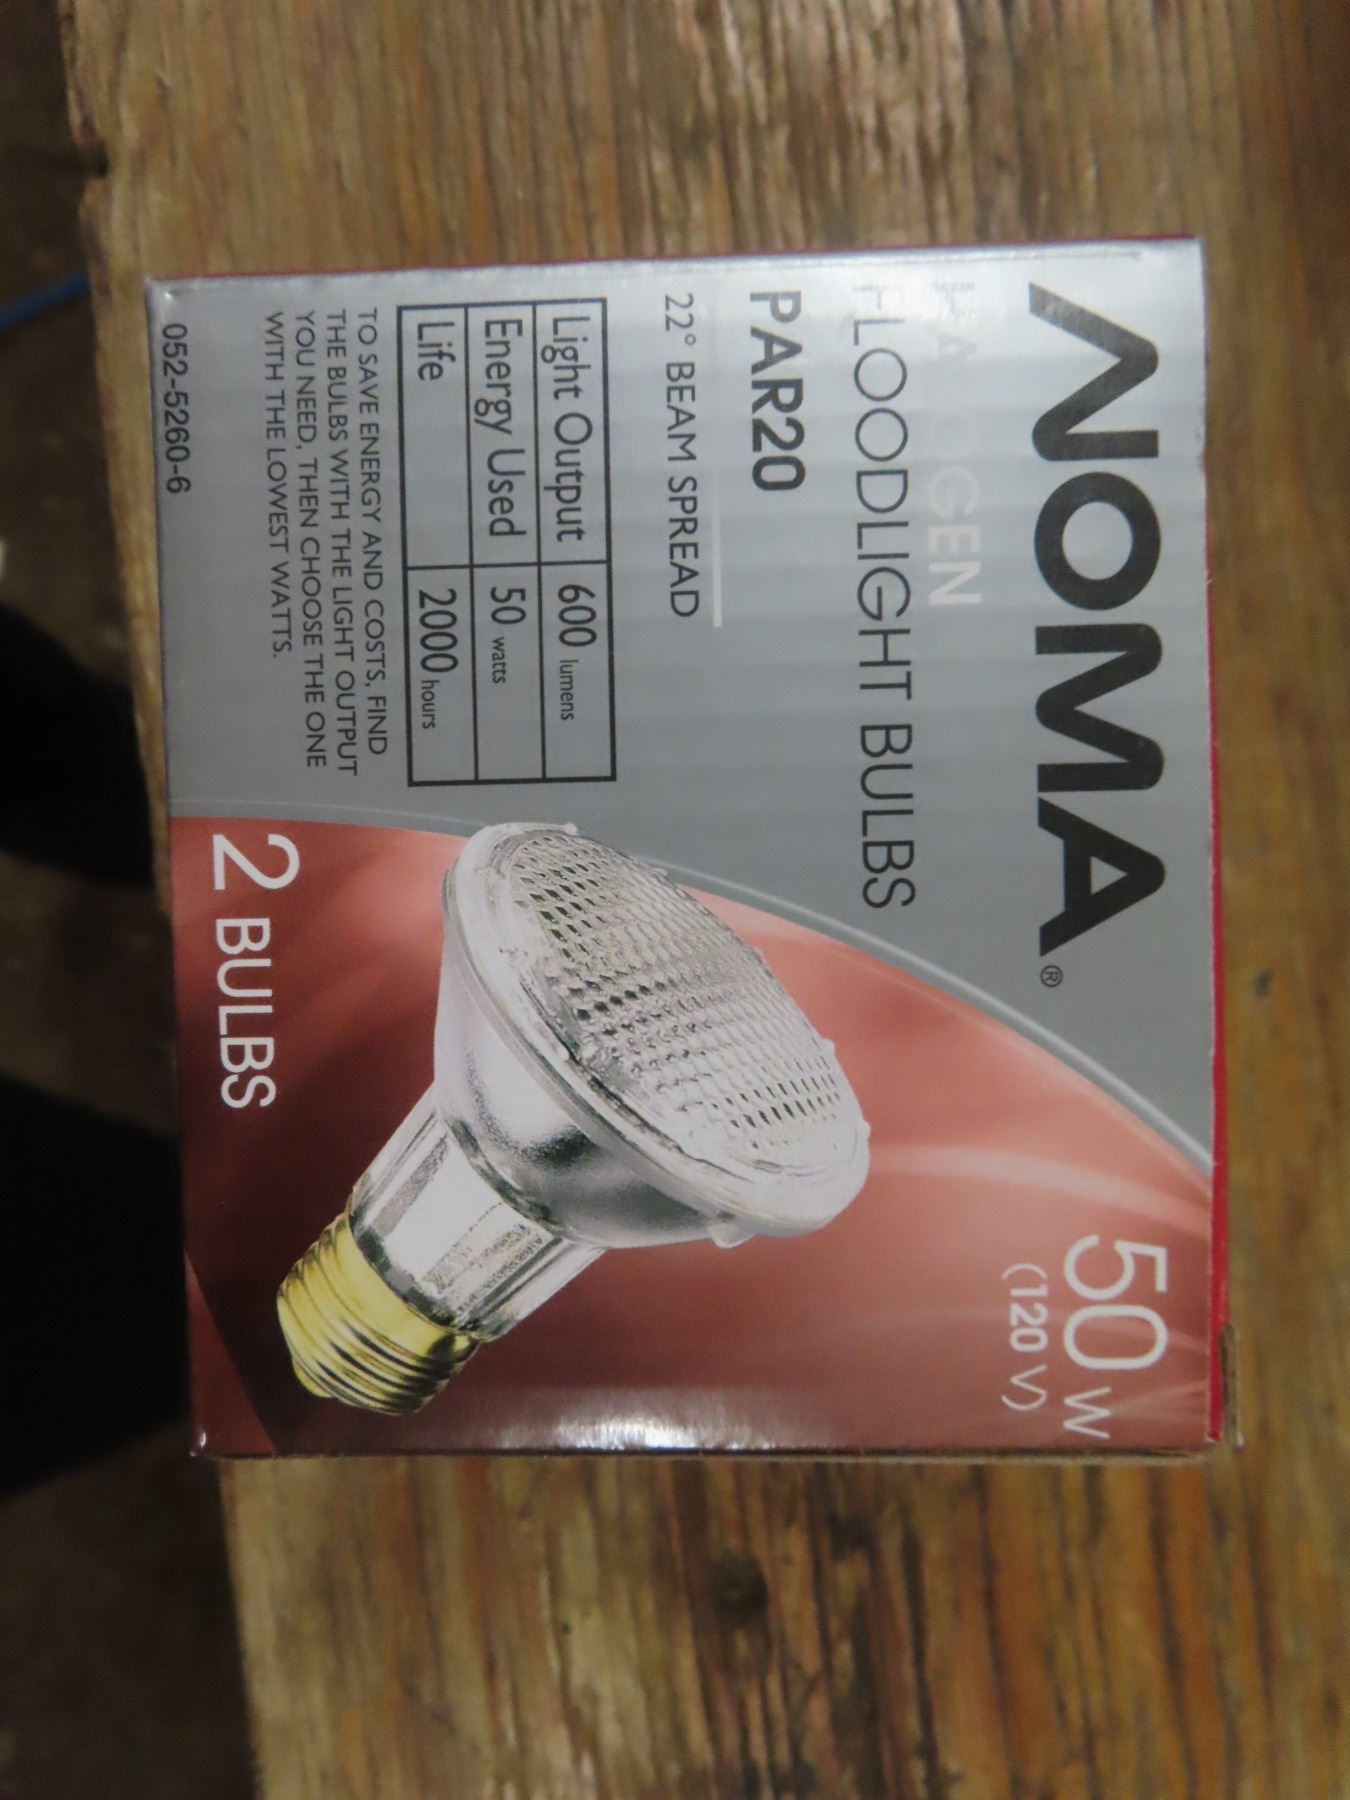 NOMA®
50 W
(120 V)
FLOODLIGHT BULBS
PAR20
22° BEAM SPREAD
Light Output 600 lumens
Energy Used 50 watts
Life 2000 hours
TO SAVE ENERGY AND COSTS, FIND
THE BULBS WITH THE LIGHT OUTPUT
YOU NEED, THEN CHOOSE THE ONE
WITH THE LOWEST WATTS.
052-5260-6
2 BULBS